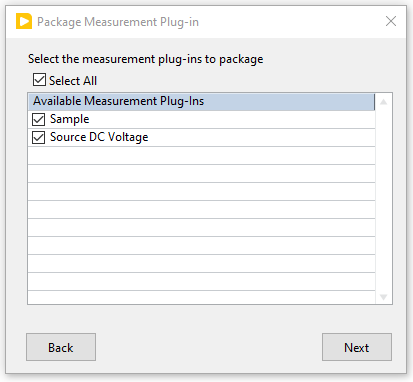 Package Measurement Plug-in
Select the measurement plug-ins to package
Select All
Available Measurement Plug-Ins
Sample
Source DC Voltage
Back
Next